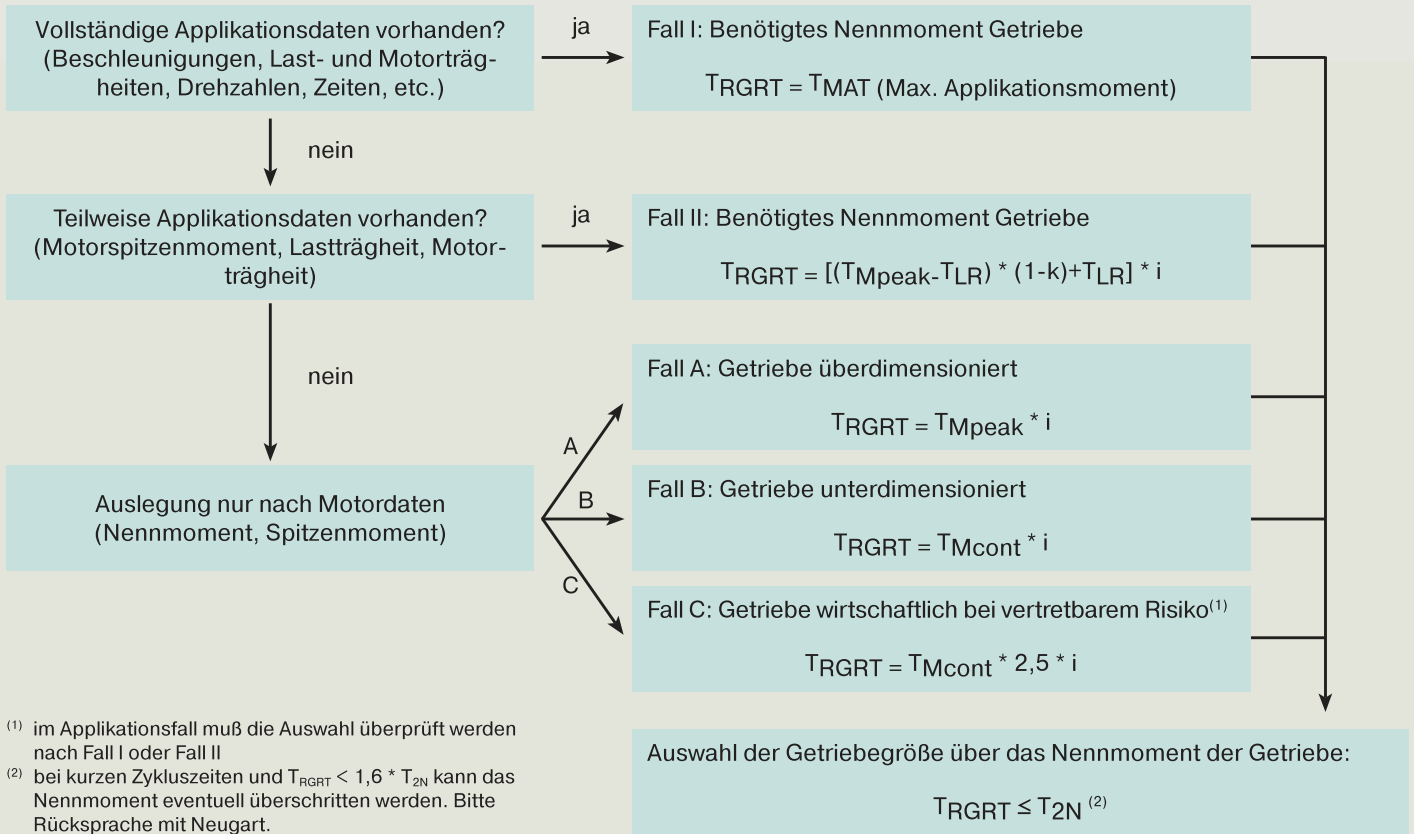 Vollständige Applikationsdaten vorhanden?
(Beschleunigungen, Last- und Motorträg-
heiten, Drehzahlen, Zeiten, etc.)
ja
Fall I: Benötigtes Nennmoment Getriebe
TRGRT = TMAT (Max. Applikationsmoment)
nein
Teilweise Applikationsdaten vorhanden?
(Motorspitzenmoment, Lastträgheit, Motor-
trägheit)
ja
Fall II: Benötigtes Nennmoment Getriebe
TRGRT = [(TMpeak-TLR) * (1-k)+TLR] * i
nein
Auslegung nur nach Motordaten
(Nennmoment, Spitzenmoment)
A
Fall A: Getriebe überdimensioniert
TRGRT = TMpeak * i
B
Fall B: Getriebe unterdimensioniert
TRGRT = TMcont * i
C
Fall C: Getriebe wirtschaftlich bei vertretbarem Risiko(1)
TRGRT = TMcont * 2,5 * i
(1) im Applikationsfall muß die Auswahl überprüft werden
nach Fall I oder Fall II
(2) bei kurzen Zykluszeiten und TRGRT < 1,6 * T2N kann das
Nennmoment eventuell überschritten werden. Bitte
Rücksprache mit Neugart.
Auswahl der Getriebegröße über das Nennmoment der Getriebe:
TRGRT ≤ T2N (2)